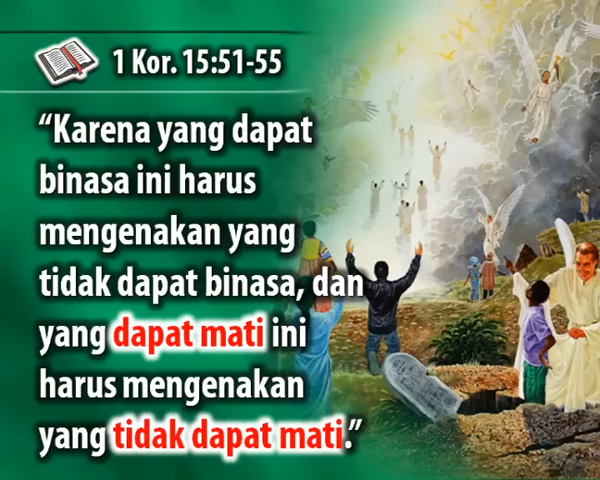 1 Kor. 15:51-55
“Karena yang dapat
binasa ini harus
mengenakan yang
tidak dapat binasa, dan
yang dapat mati ini
harus mengenakan
yang tidak dapat mati.”